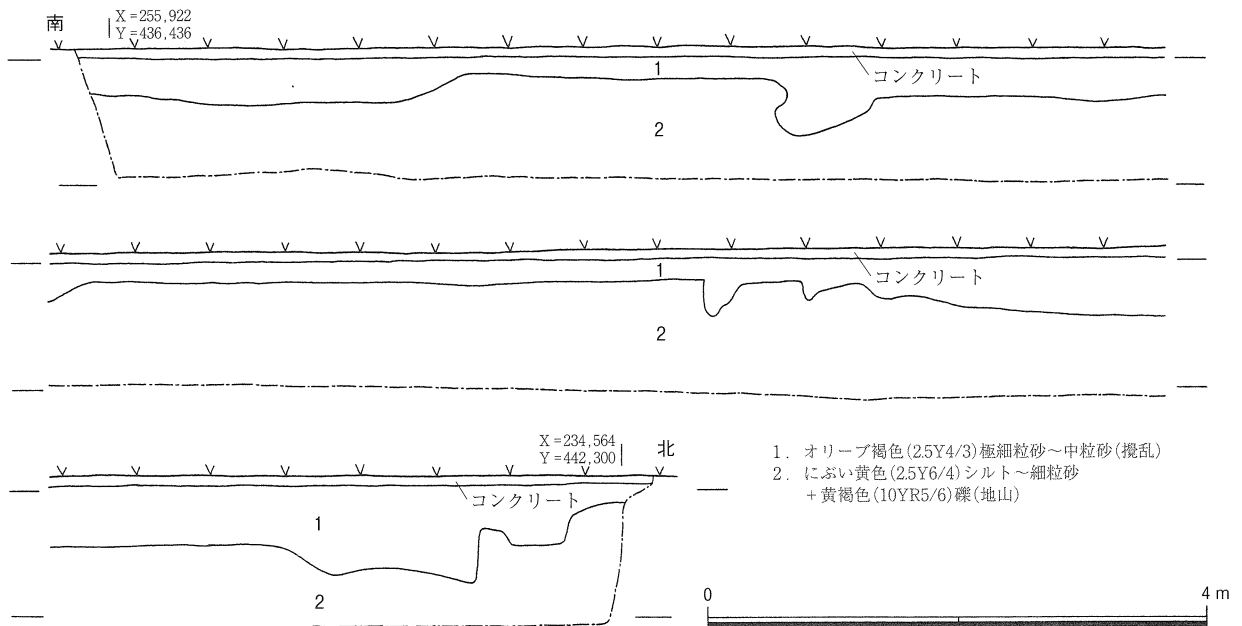 南
X=255,922
Y=436,436
1
コンクリート
2
1
コンクリート
2
X=234,564
Y=442,300
北
コンクリート
1
2
1. オリーブ褐色(2.5Y4/3)極細粒砂～中粒砂(攪乱)
2. にぶい黄色(2.5Y6/4)シルト～細粒砂
+黄褐色(10YR5/6)礫(地山)
0 4 m